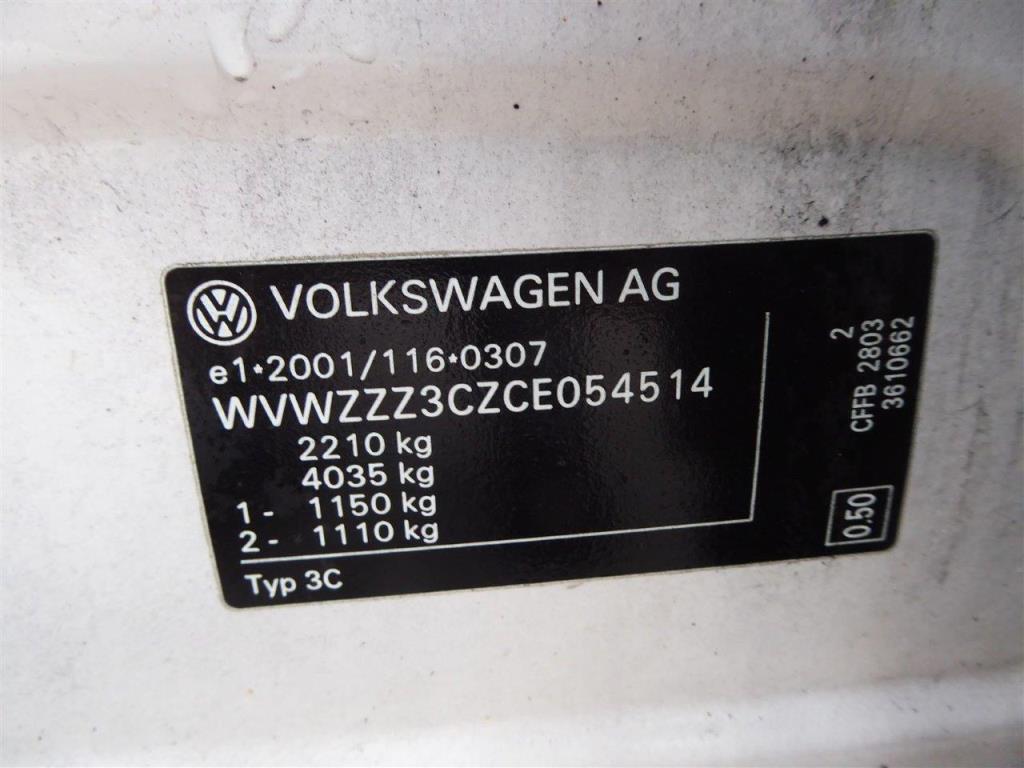 VOLKSWAGEN AG
e1*2001/116*0307
WVWZZZ3CZCE054514
2210 kg
4035 kg
1- 1150 kg
2- 1110 kg
Typ 3C
2
CFFB 2803
3610662
0.50